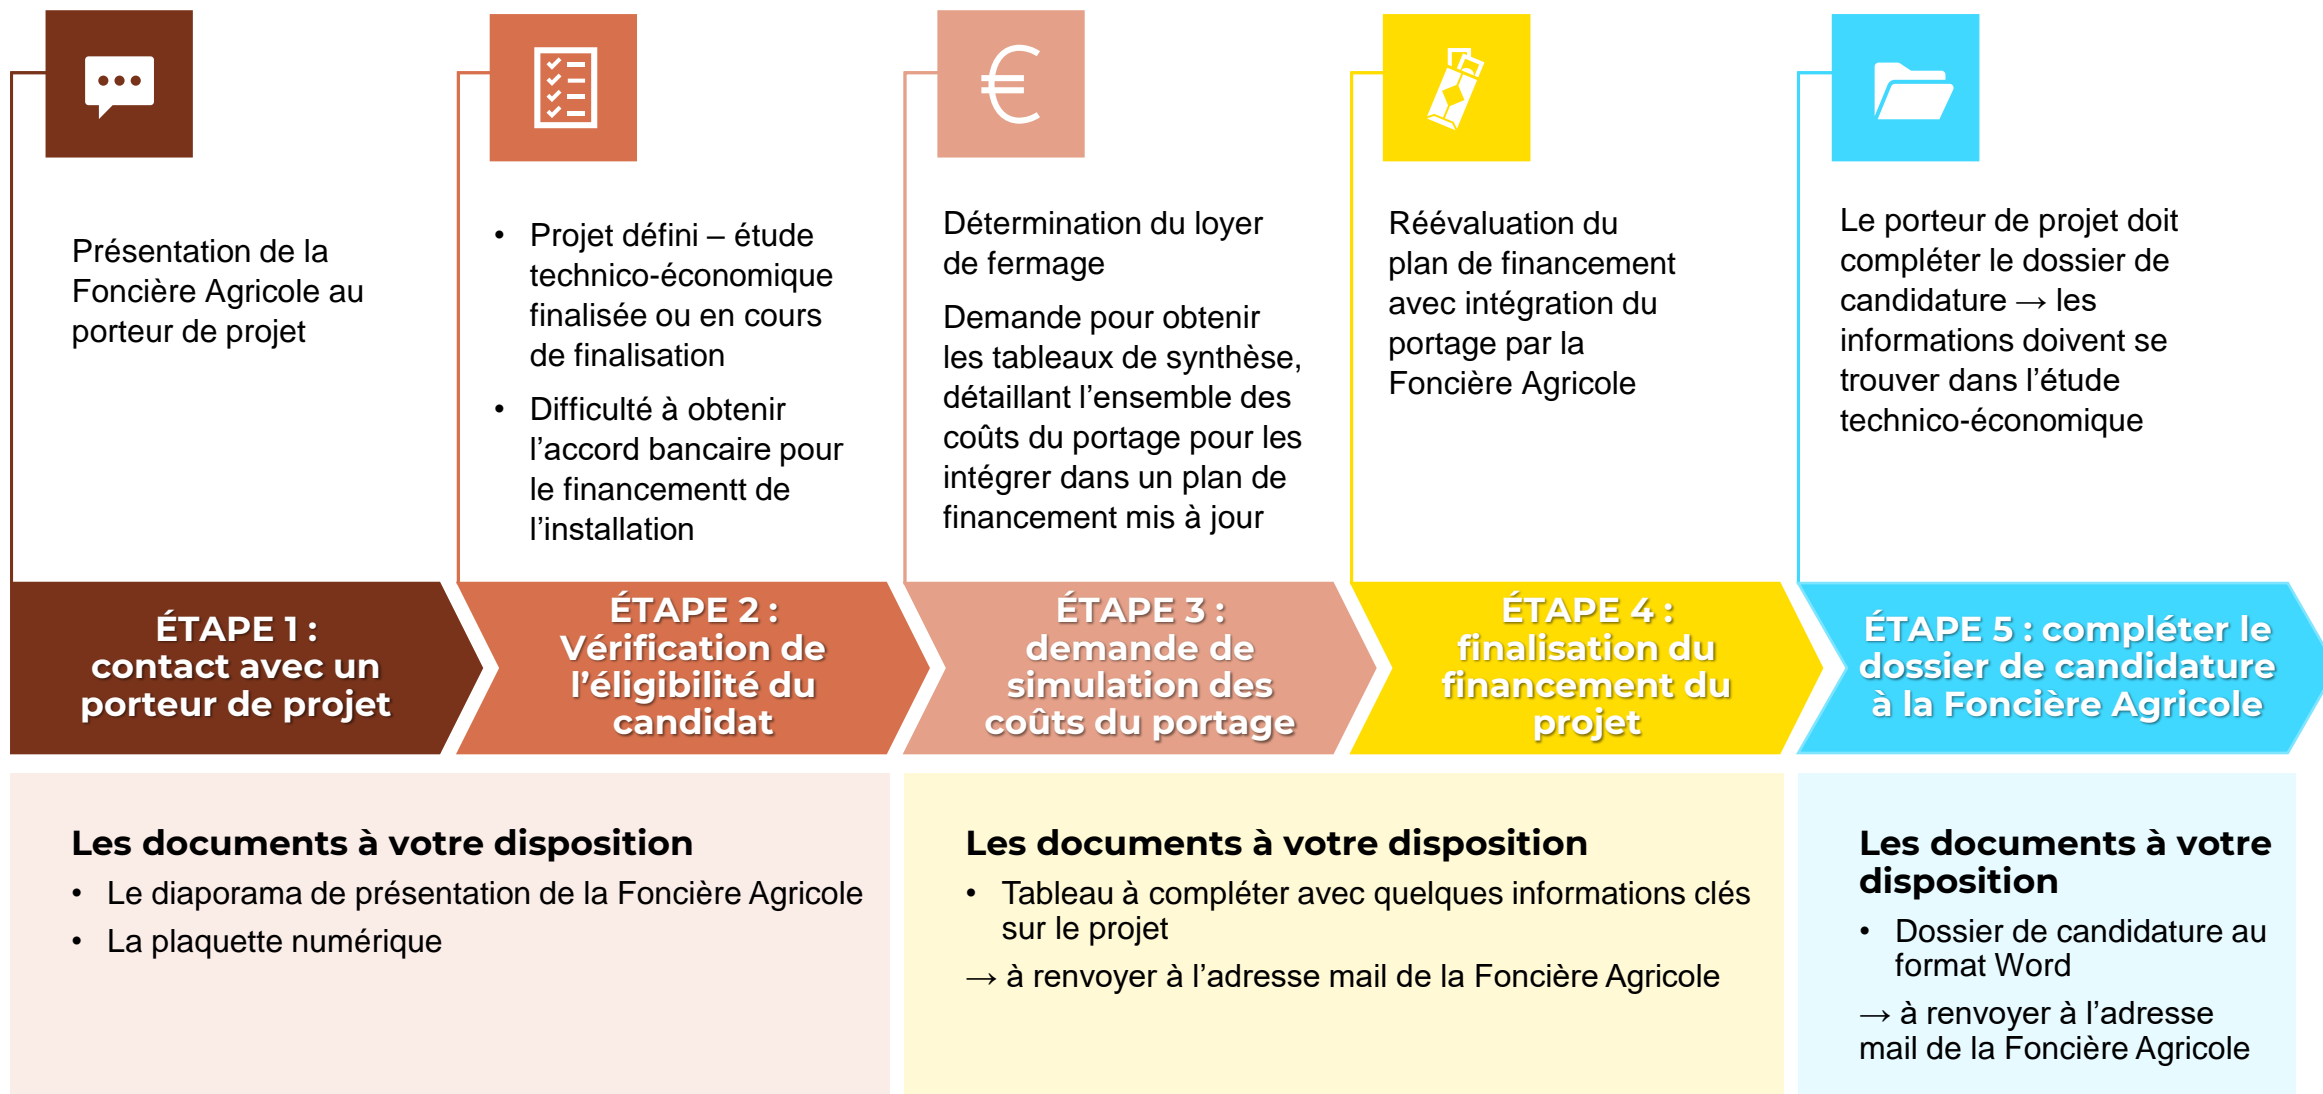 Présentation de la
Foncière Agricole au
porteur de projet
• Projet défini – étude
technico-économique
finalisée ou en cours
de finalisation
• Difficulté à obtenir
l’accord bancaire pour
le financementt de
l’installation
Détermination du loyer
de fermage
Demande pour obtenir
les tableaux de synthèse,
détaillant l’ensemble des
coûts du portage pour les
intégrer dans un plan de
financement mis à jour
Réévaluation du
plan de financement
avec intégration du
portage par la
Foncière Agricole
Le porteur de projet doit
compléter le dossier de
candidature → les
informations doivent se
trouver dans l’étude
technico-économique
ÉTAPE 1 :
contact avec un
porteur de projet
ÉTAPE 2 :
Vérification de
l’éligibilité du
candidat
ÉTAPE 3 :
demande de
simulation des
coûts du portage
ÉTAPE 4 :
finalisation du
financement du
projet
ÉTAPE 5 : compléter le
dossier de candidature
à la Foncière Agricole
Les documents à votre disposition
• Le diaporama de présentation de la Foncière Agricole
• La plaquette numérique
Les documents à votre disposition
• Tableau à compléter avec quelques informations clés
sur le projet
→ à renvoyer à l’adresse mail de la Foncière Agricole
Les documents à votre
disposition
• Dossier de candidature au
format Word
→ à renvoyer à l’adresse
mail de la Foncière Agricole